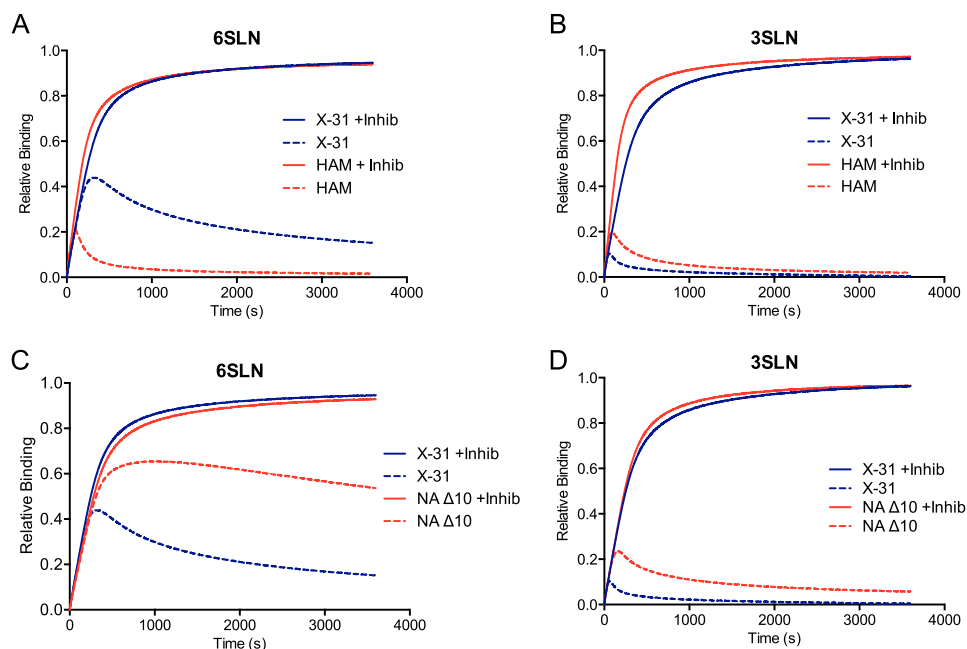 A
6SLN
Relative Binding
1.0
0.8
0.6
0.4
0.2
0.0
X-31 +Inhib
X-31
HAM + Inhib
HAM
0
1000
2000
3000
4000
Time (s)
B
3SLN
Relative Binding
1.0
0.8
0.6
0.4
0.2
0.0
X-31 + Inhib
X-31
HAM +Inhib
HAM
0
1000
2000
3000
4000
Time (s)
C
6SLN
Relative Binding
1.0
0.8
0.6
0.4
0.2
0.0
X-31 +Inhib
X-31
NA Δ10 +Inhib
NA Δ10
0
1000
2000
3000
4000
Time (s)
D
3SLN
Relative Binding
1.0
0.8
0.6
0.4
0.2
0.0
X-31 +Inhib
X-31
NA Δ10 +Inhib
NA Δ10
0
1000
2000
3000
4000
Time (s)